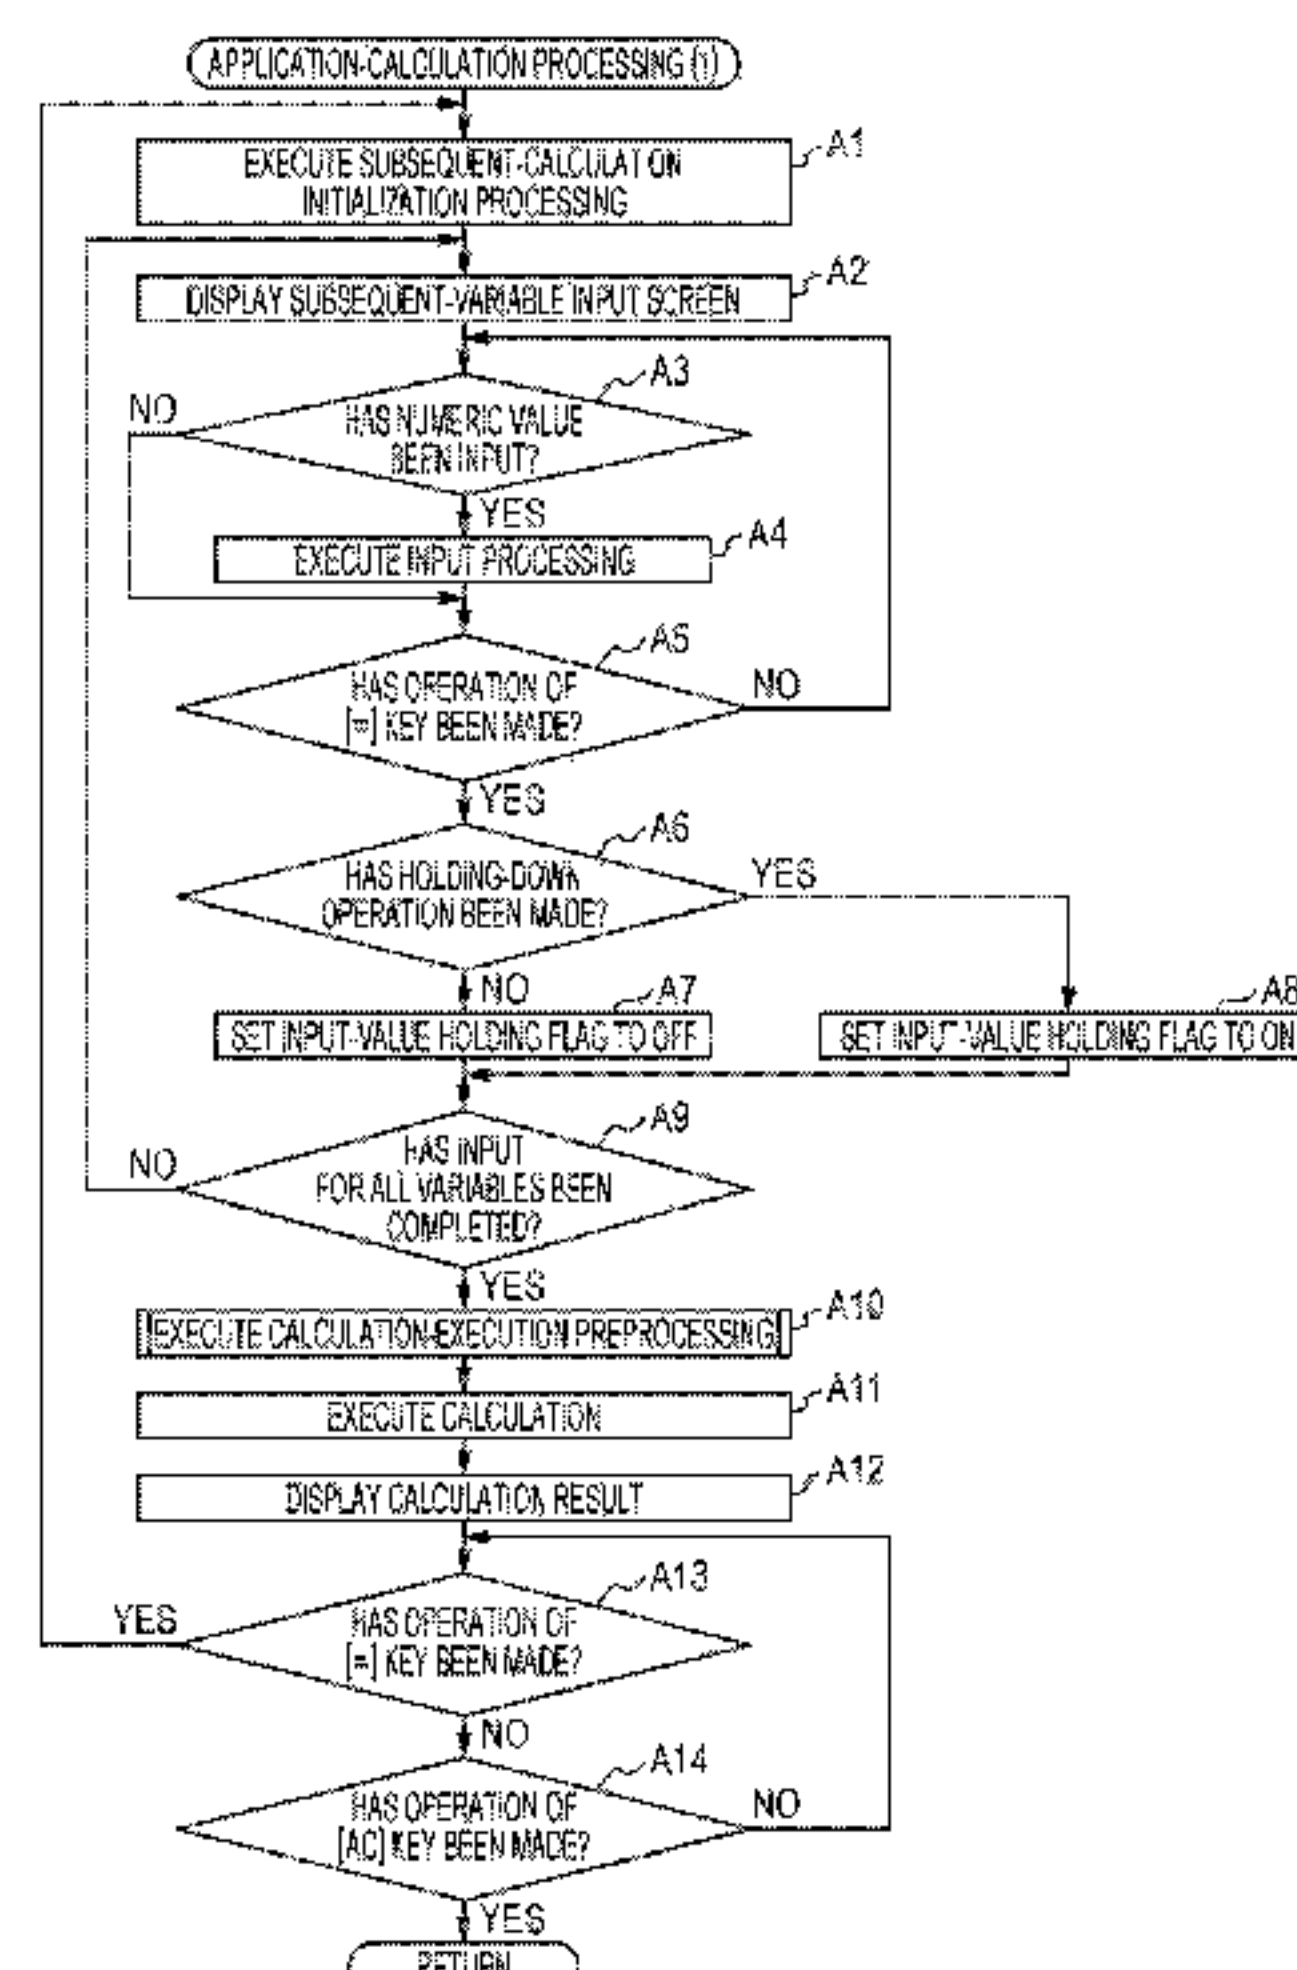 APPLICATION-CALCULATION PROCESSING (1)
A1
EXECUTE SUBSEQUENT-CALCULATION
INITIALIZATION PROCESSING
A2
DISPLAY SUBSEQUENT-VARIABLE INPUT SCREEN
A3
NO
HAS NUMERIC VALUE
BEEN INPUT?
YES
A4
EXECUTE INPUT PROCESSING
A5
HAS OPERATION OF
[=] KEY BEEN MADE?
NO
YES
A6
HAS HOLDING-DOWN
OPERATION BEEN MADE?
YES
NO
A7
SET INPUT-VALUE HOLDING FLAG TO OFF
A8
SET INPUT-VALUE HOLDING FLAG TO ON
A9
NO
HAS INPUT
FOR ALL VARIABLES BEEN
COMPLETED?
YES
A10
EXECUTE CALCULATION-EXECUTION PREPROCESSING
A11
EXECUTE CALCULATION
A12
DISPLAY CALCULATION RESULT
A13
YES
HAS OPERATION OF
[=] KEY BEEN MADE?
NO
A14
HAS OPERATION OF
[AC] KEY BEEN MADE?
NO
YES
RETURN